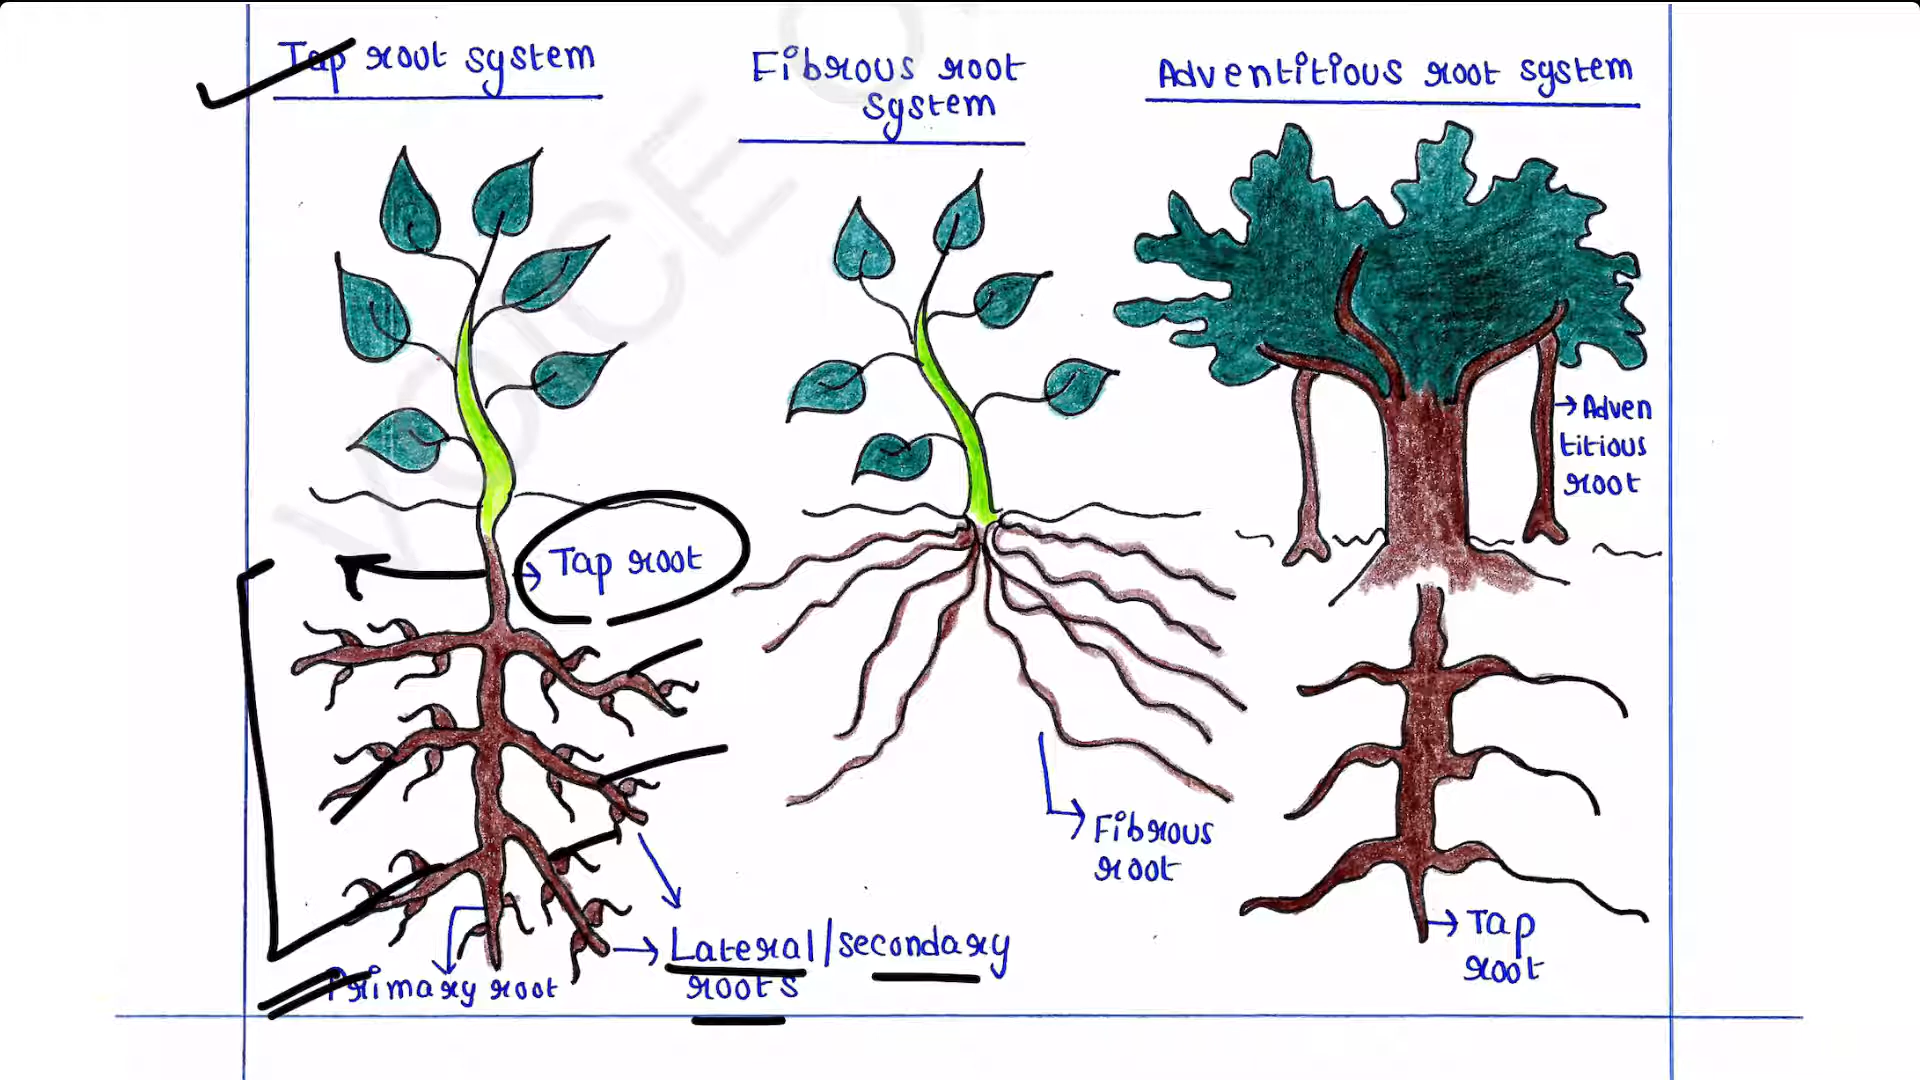 Tap root system
Fibrous root
system
Adventitious root system
VOICE O
→ Adven
titious
root
→ Tap root
→ Fibrous
root
→ Tap
root
→ Lateral/secondary
roots
Primary root